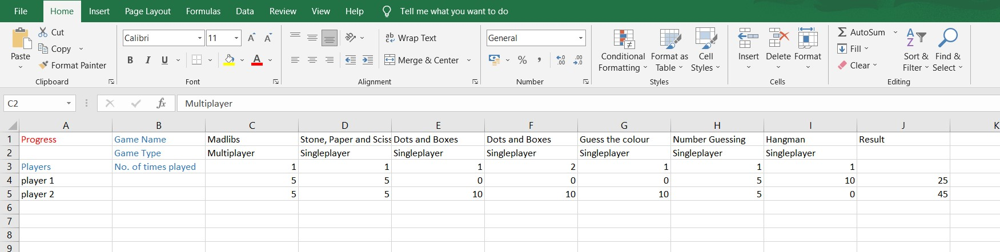 File Home Insert Page Layout Formulas Data Review View Help Tell me what you want to do
Paste
Cut
Copy
Format Painter
Clipboard
Calibri 11 A A
B I U A
Font
ab Wrap Text
Merge & Center
Alignment
General
% , .0 .00 .00 .0
Number
Conditional Formatting
Format as Table
Cell Styles
Styles
Insert Delete Format
Cells
AutoSum
Fill
Clear
Sort & Filter
Find & Select
Editing
C2 fx Multiplayer
A B C D E F G H I J K
1 Progress Game Name Madlibs Stone, Paper and Sciss Dots and Boxes Dots and Boxes Guess the colour Number Guessing Hangman Result
2 Game Type Multiplayer Singleplayer Singleplayer Singleplayer Singleplayer Singleplayer Singleplayer
3 Players No. of times played 1 1 1 2 1 1 1
4 player 1 5 5 0 0 0 5 10 25
5 player 2 5 5 10 10 10 5 0 45
6
7
8
9